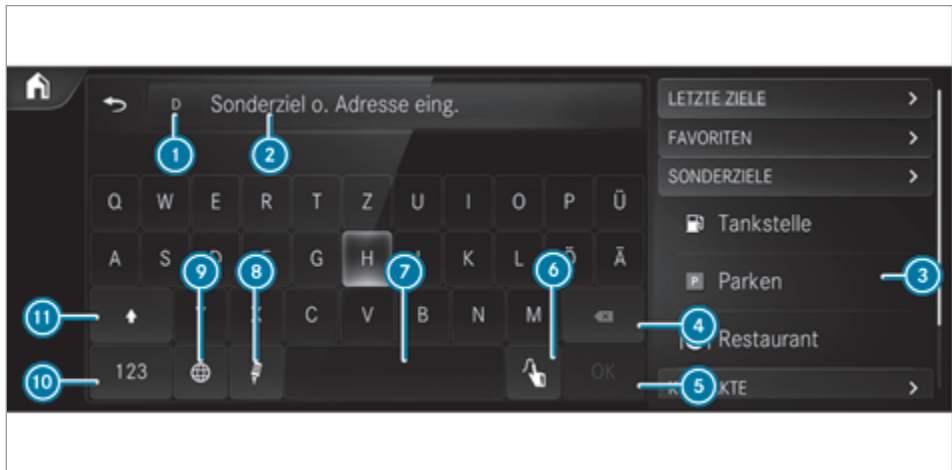 D Sonderziel o. Adresse eing.
1 2
Q W E R T Z U I O P Ü
A S G H K L Ä
9 8 7 6
11 C V B N M
10 123 OK
LETZTE ZIELE
FAVORITEN
SONDERZIELE
Tankstelle
P Parken 3
4 Restaurant
5